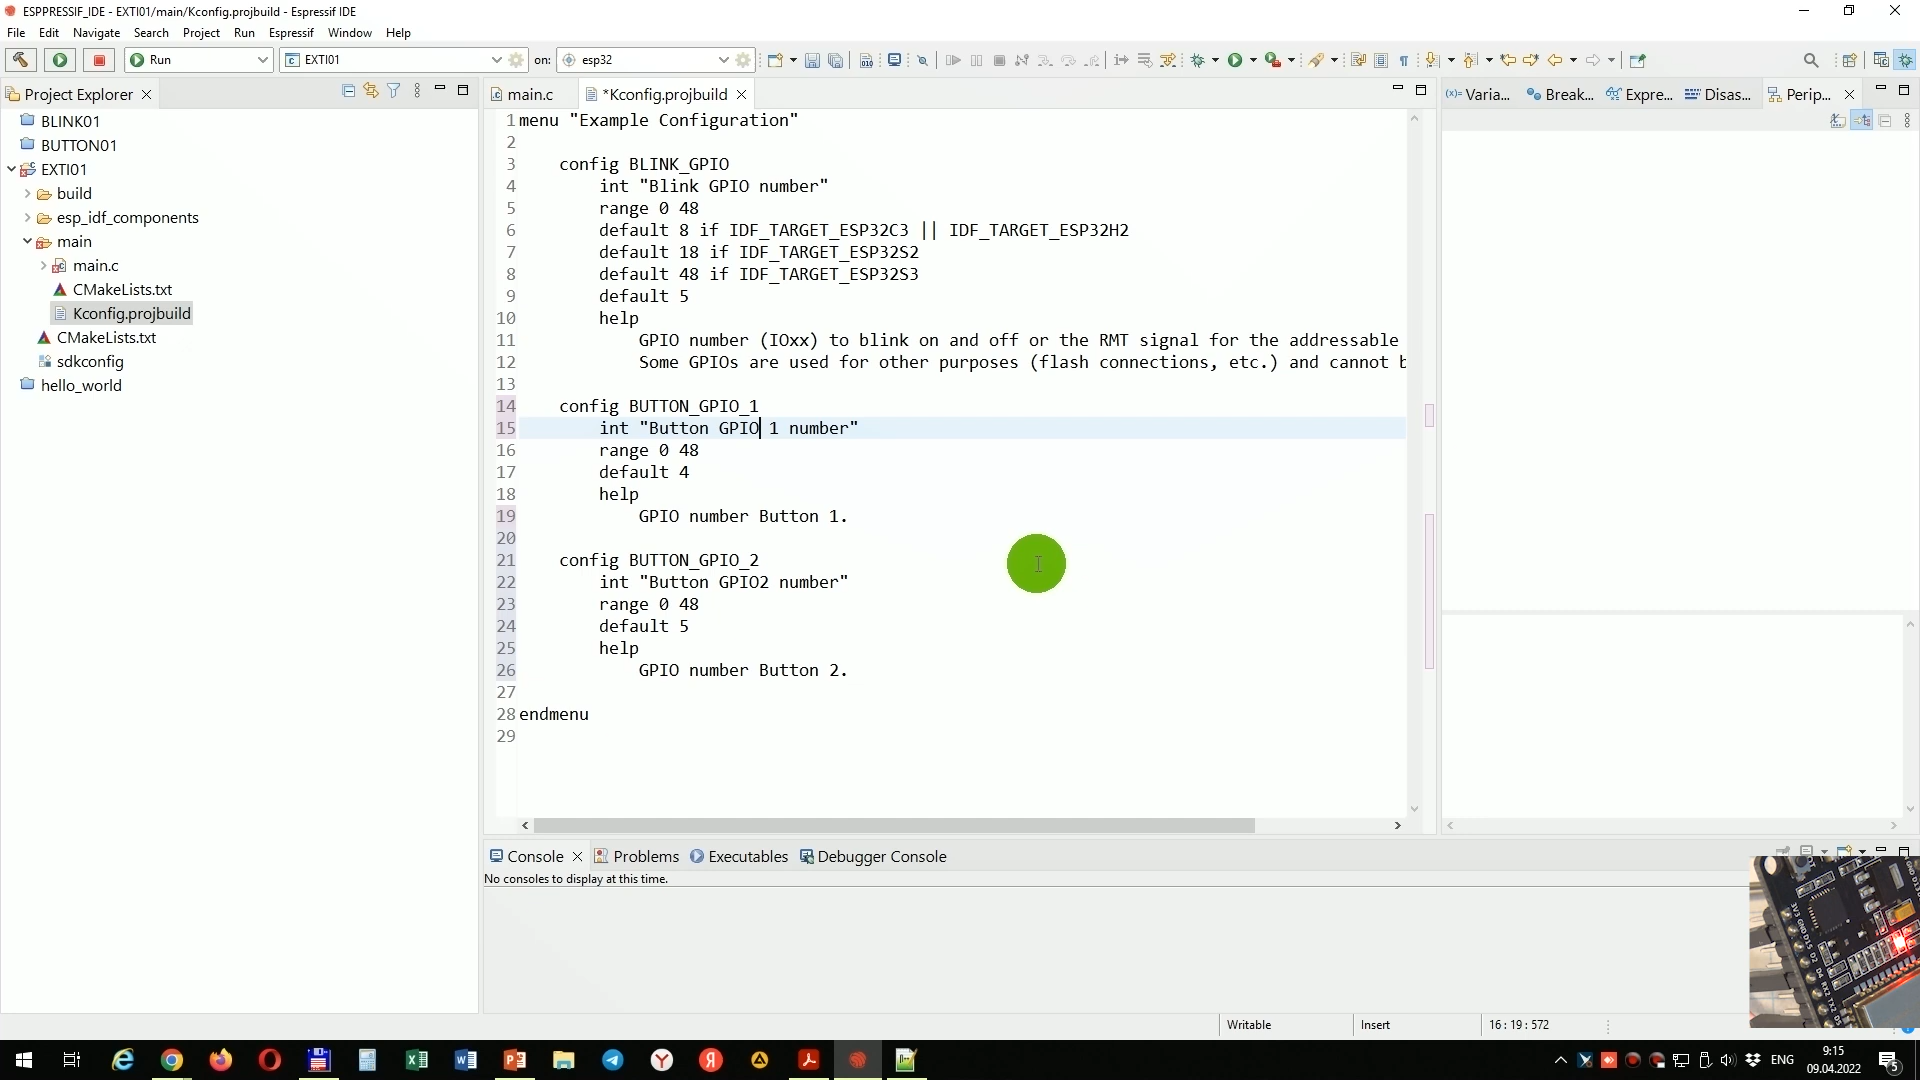 ESPPRESSIF_IDE - EXTI01/main/Kconfig.projbuild - Espressif IDE
File Edit Navigate Search Project Run Espressif Window Help
Run EXTI01 on: esp32
Project Explorer
BLINK01
BUTTON01
EXTI01
build
esp_idf_components
main
main.c
CMakeLists.txt
Kconfig.projbuild
CMakeLists.txt
sdkconfig
hello_world
main.c *Kconfig.projbuild
1 menu "Example Configuration"
2
3 config BLINK_GPIO
4 int "Blink GPIO number"
5 range 0 48
6 default 8 if IDF_TARGET_ESP32C3 || IDF_TARGET_ESP32H2
7 default 18 if IDF_TARGET_ESP32S2
8 default 48 if IDF_TARGET_ESP32S3
9 default 5
10 help
11 GPIO number (IOxx) to blink on and off or the RMT signal for the addressable
12 Some GPIOs are used for other purposes (flash connections, etc.) and cannot b
13
14 config BUTTON_GPIO_1
15 int "Button GPIO 1 number"
16 range 0 48
17 default 4
18 help
19 GPIO number Button 1.
20
21 config BUTTON_GPIO_2
22 int "Button GPIO2 number"
23 range 0 48
24 default 5
25 help
26 GPIO number Button 2.
27
28 endmenu
29
(x)= Varia... Break... Expre... Disas... Perip...
Console Problems Executables Debugger Console
No consoles to display at this time.
3V3 GND D15 D2 D4 RX2 TX2 D5
Writable Insert 16 : 19 : 572
ENG
9:15
09.04.2022
5